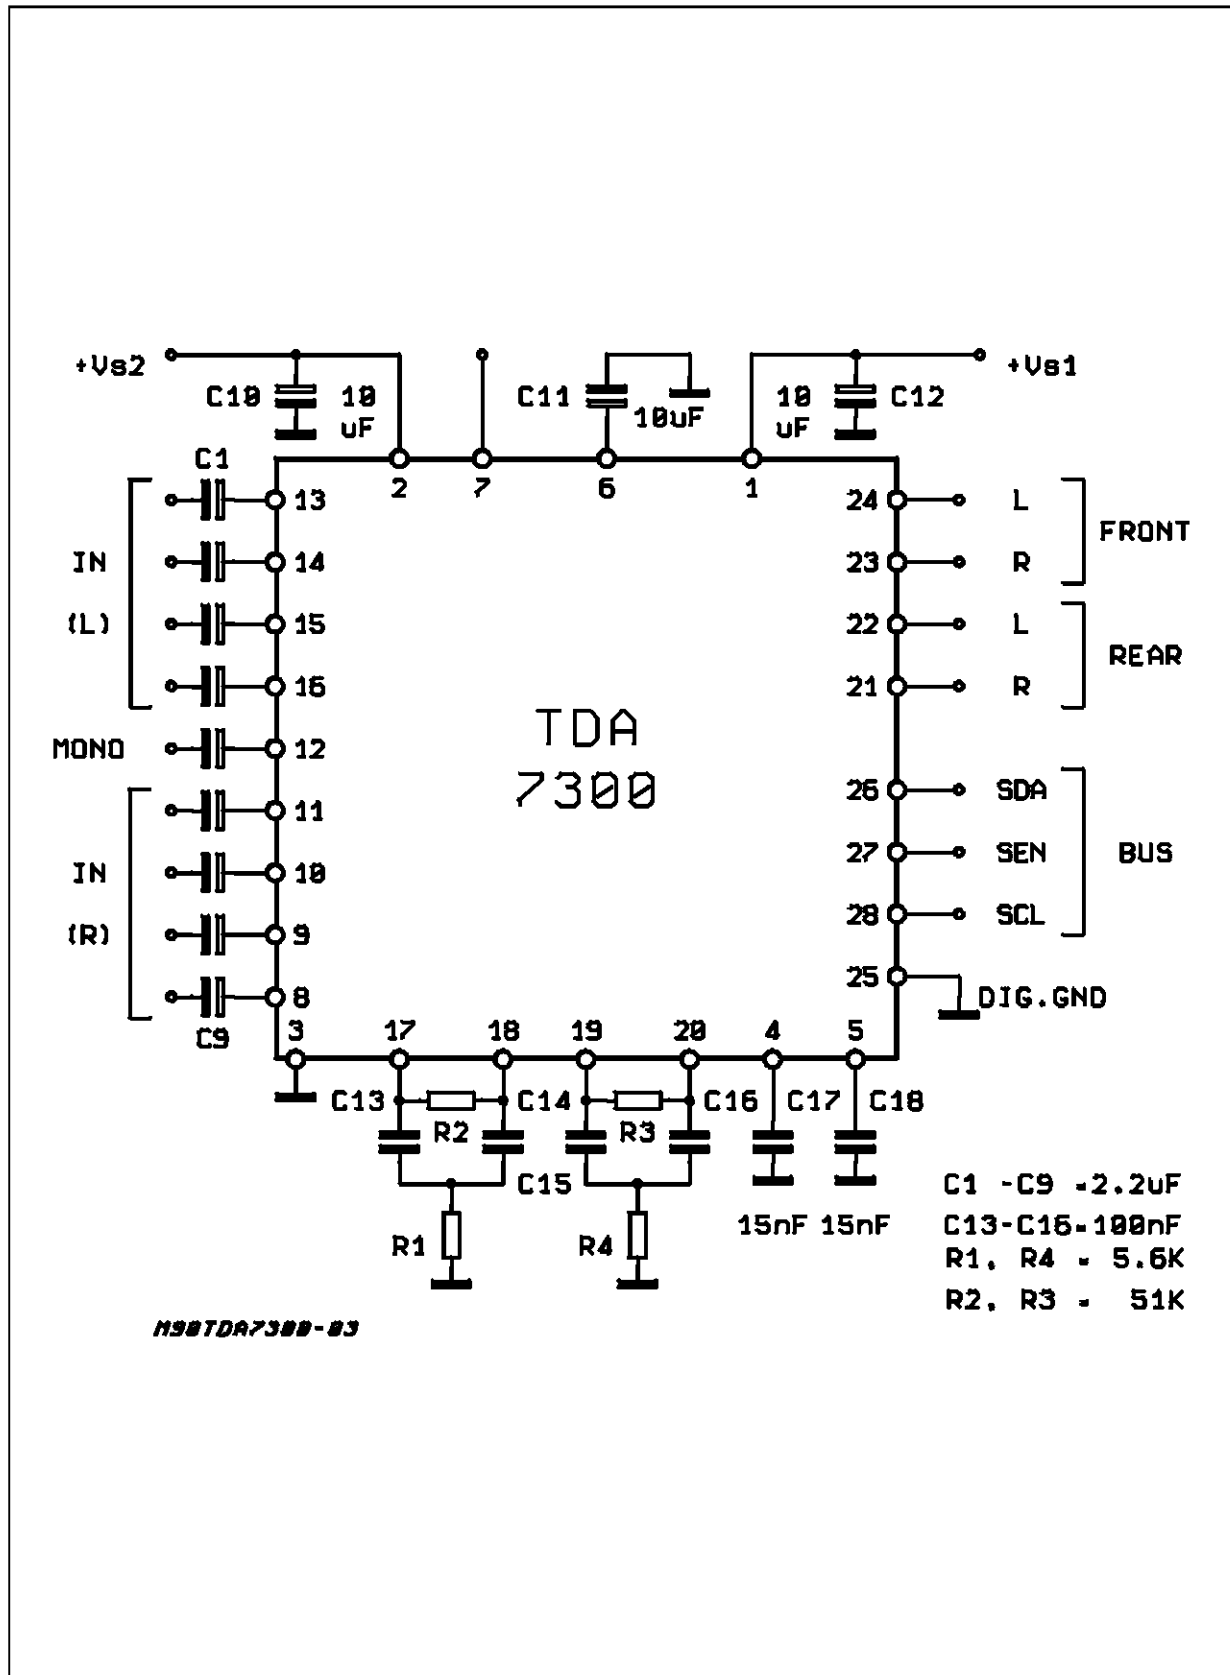 +Vs2
+Vs1
C10
10
uF
C11
10uF
10
uF
C12
C1
2
7
6
1
13
24
L
FRONT
IN
14
23
R
(L)
15
22
L
REAR
16
21
R
TDA
7300
MONO
12
11
26
SDA
IN
10
27
SEN
BUS
(R)
9
28
SCL
8
25
DIG.GND
C9
3
17
18
19
20
4
5
C13
R2
C14
R3
C16
C17
C18
C15
R1
R4
15nF
15nF
C1 -C9 =2.2uF
C13-C16=100nF
R1, R4 = 5.6K
R2, R3 = 51K
M90TDA7300-03